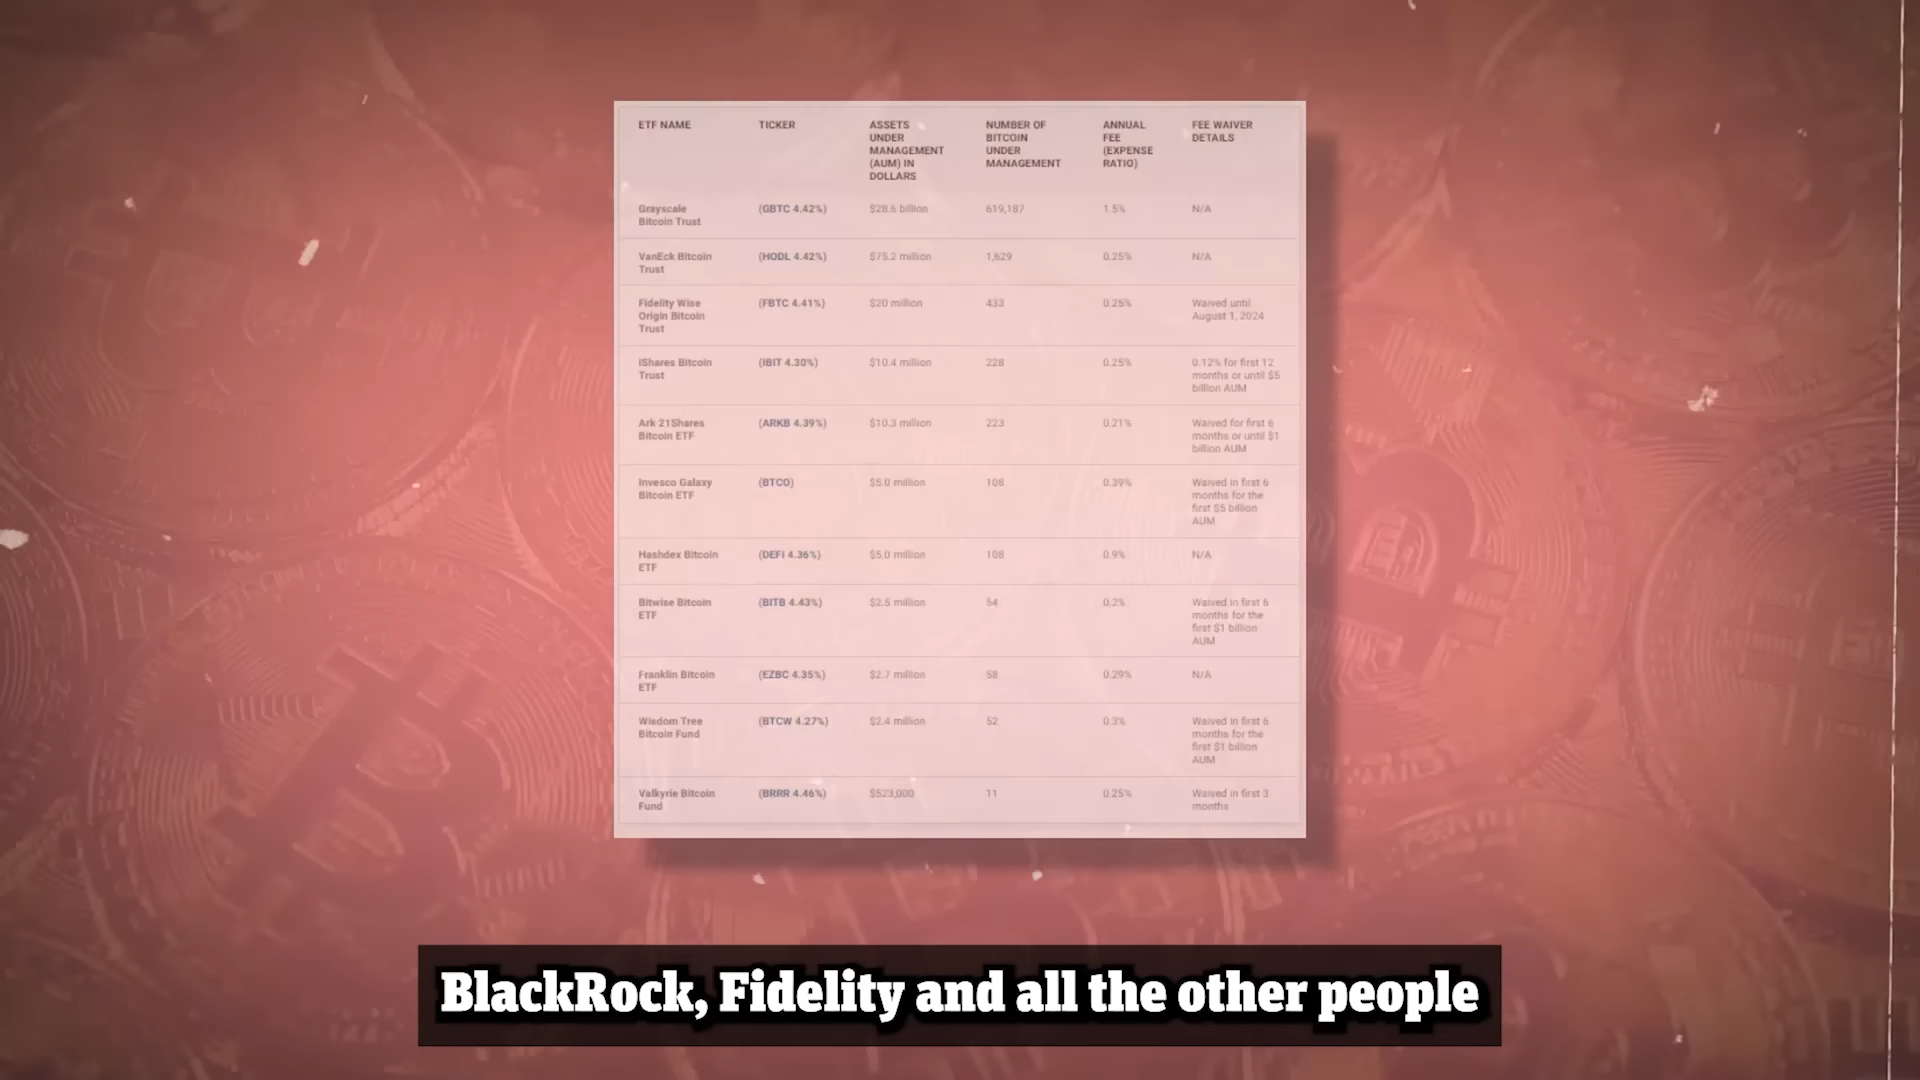 ETF NAME
TICKER
ASSETS
UNDER
MANAGEMENT
(AUM) IN
DOLLARS
NUMBER OF
BITCOIN
UNDER
MANAGEMENT
ANNUAL
FEE
(EXPENSE
RATIO)
FEE WAIVER
DETAILS
Grayscale
Bitcoin Trust
(GBTC 4.42%)
$28.6 billion
619,187
1.5%
N/A
VanEck Bitcoin
Trust
(HODL 4.42%)
$75.2 million
1,629
0.25%
N/A
Fidelity Wise
Origin Bitcoin
Trust
(FBTC 4.41%)
$20 million
433
0.25%
Waived until
August 1, 2024
IShares Bitcoin
Trust
(IBIT 4.30%)
$10.4 million
228
0.25%
0.12% for first 12
months or until $5
billion AUM
Ark 21Shares
Bitcoin ETF
(ARKB 4.39%)
$10.3 million
223
0.21%
Waived for first 6
months or until $1
billion AUM
Invesco Galaxy
Bitcoin ETF
(BTCO)
$5.0 million
108
0.39%
Waived in first 6
months for the
first $5 billion
AUM
Hashdex Bitcoin
ETF
(DEFI 4.36%)
$5.0 million
108
0.9%
N/A
Bitwise Bitcoin
ETF
(BITB 4.43%)
$2.5 million
54
0.2%
Waived in first 6
months for the
first $1 billion
AUM
Franklin Bitcoin
ETF
(EZBC 4.35%)
$2.7 million
58
0.29%
N/A
Wisdom Tree
Bitcoin Fund
(BTCW 4.27%)
$2.4 million
52
0.3%
Waived in first 6
months for the
first $1 billion
AUM
Valkyrie Bitcoin
Fund
(BRRR 4.46%)
$523,000
11
0.25%
Waived in first 3
months
BlackRock, Fidelity and all the other people